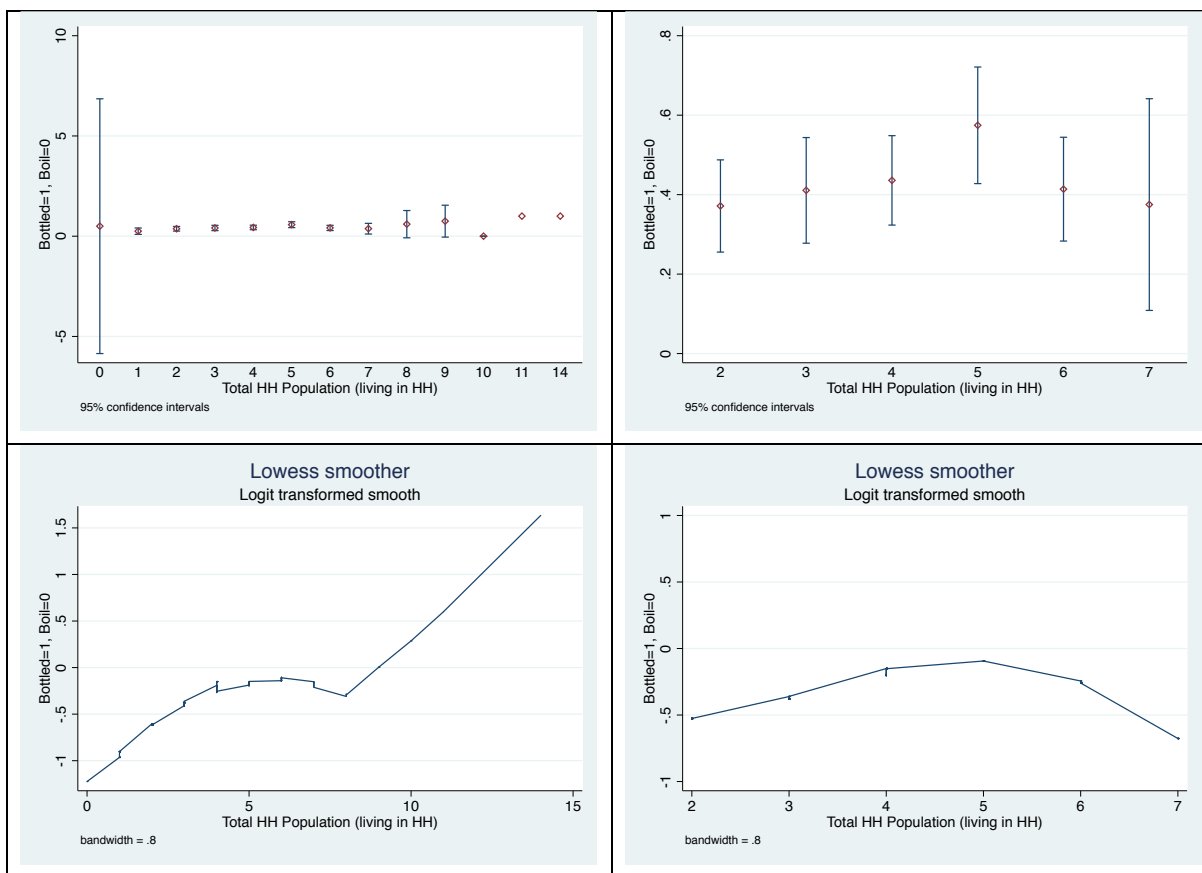 10
5
0
-5
Bottled=1, Boil=0
0 1 2 3 4 5 6 7 8 9 10 11 14
Total HH Population (living in HH)
95% confidence intervals
.8
.6
.4
.2
0
Bottled=1, Boil=0
2 3 4 5 6 7
Total HH Population (living in HH)
95% confidence intervals
Lowess smoother
Logit transformed smooth
1.5
1
.5
0
-.5
-1
Bottled=1, Boil=0
0 5 10 15
Total HH Population (living in HH)
bandwidth = .8
Lowess smoother
Logit transformed smooth
1
.5
0
-.5
-1
Bottled=1, Boil=0
2 3 4 5 6 7
Total HH Population (living in HH)
bandwidth = .8